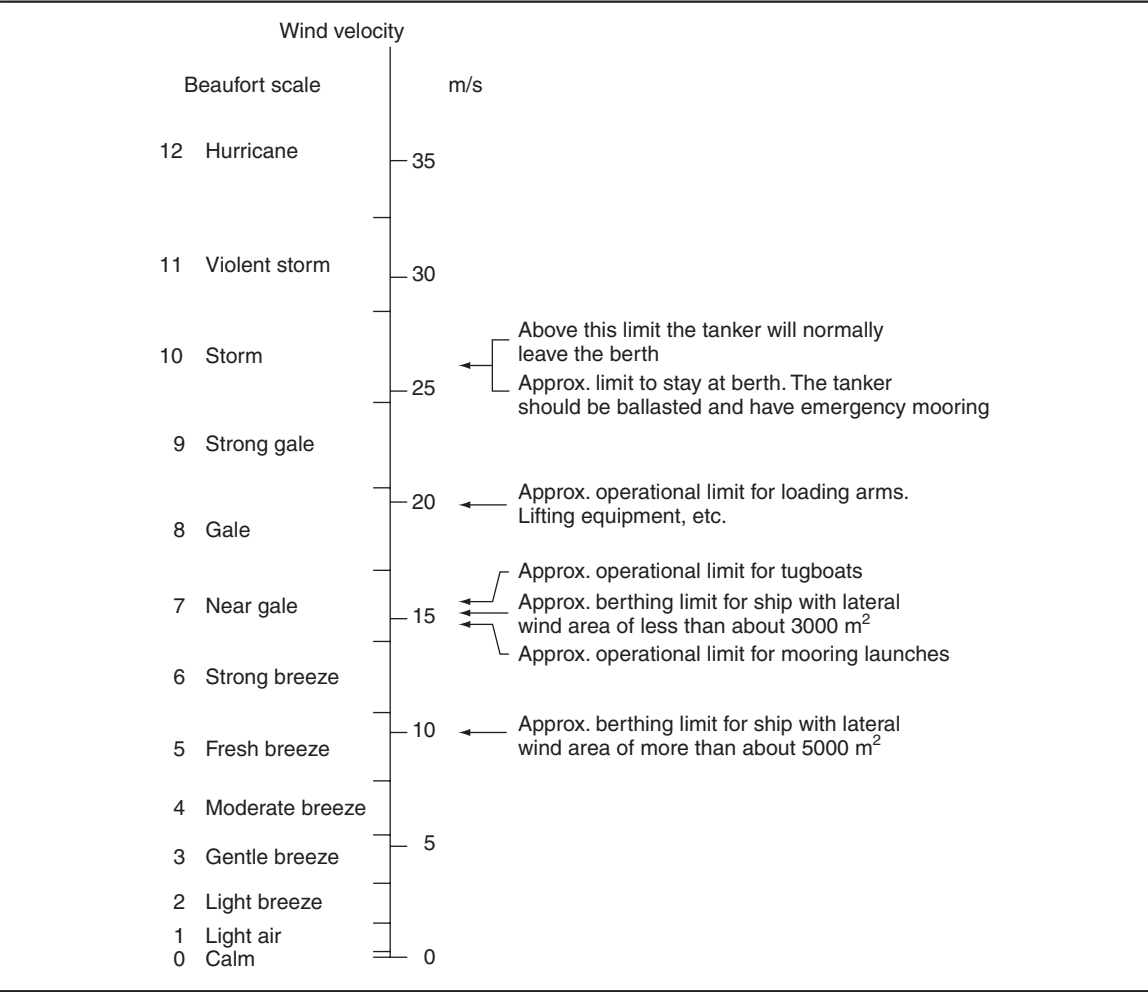 Wind velocity
Beaufort scale m/s
12 Hurricane
35
11 Violent storm
30
Above this limit the tanker will normally
leave the berth
10 Storm
Approx. limit to stay at berth. The tanker
should be ballasted and have emergency mooring
25
9 Strong gale
Approx. operational limit for loading arms.
Lifting equipment, etc.
20
8 Gale
Approx. operational limit for tugboats
7 Near gale
Approx. berthing limit for ship with lateral
wind area of less than about 3000 m²
15
Approx. operational limit for mooring launches
6 Strong breeze
Approx. berthing limit for ship with lateral
wind area of more than about 5000 m²
10
5 Fresh breeze
4 Moderate breeze
5
3 Gentle breeze
2 Light breeze
1 Light air
0 Calm
0